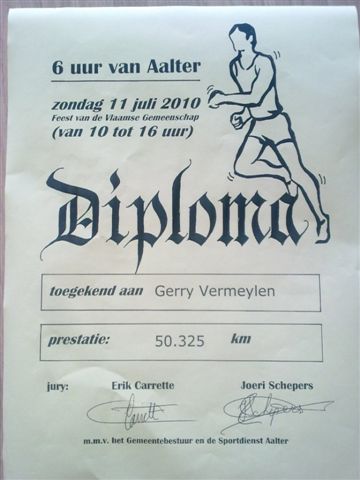 6 uur van Aalter
zondag 11 juli 2010
Feest van de Vlaamse Gemeenschap
(van 10 tot 16 uur)
Diploma
toegekend aan Gerry Vermeylen
prestatie: 50.325 km
jury: Erik Carrette Joeri Schepers
Carrette Schepers
m.m.v. het Gemeentebestuur en de Sportdienst Aalter